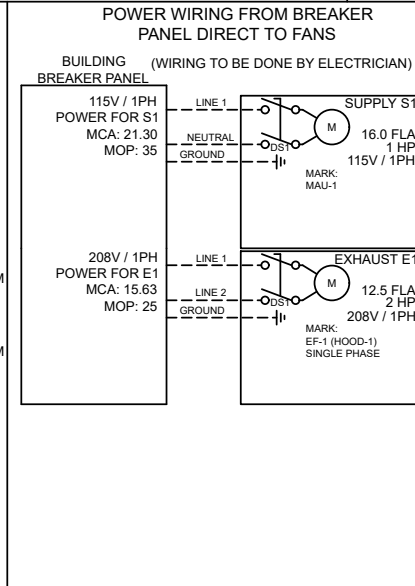 POWER WIRING FROM BREAKER
PANEL DIRECT TO FANS
BUILDING
BREAKER PANEL
(WIRING TO BE DONE BY ELECTRICIAN)
115V / 1PH
POWER FOR S1
MCA: 21.30
MOP: 35
LINE 1
NEUTRAL
GROUND
DS1
M
SUPPLY S1
16.0 FLA
1 HP
115V / 1PH
MARK:
MAU-1
208V / 1PH
POWER FOR E1
MCA: 15.63
MOP: 25
LINE 1
LINE 2
GROUND
DS1
M
EXHAUST E1
12.5 FLA
2 HP
208V / 1PH
MARK:
EF-1 (HOOD-1)
SINGLE PHASE
M
M